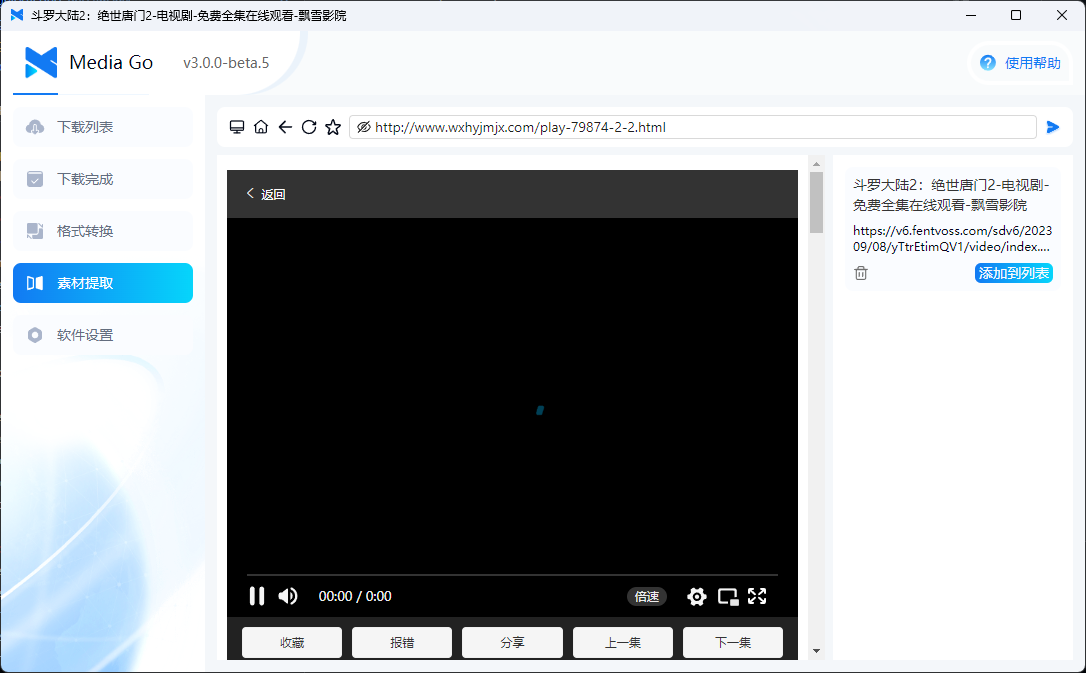 斗罗大陆2：绝世唐门2-电视剧-免费全集在线观看-飘雪影院
Media Go
v3.0.0-beta.5
使用帮助
下载列表
下载完成
格式转换
素材提取
软件设置
http://www.wxhyjmjx.com/play-79874-2-2.html
返回
00:00 / 0:00
倍速
收藏
报错
分享
上一集
下一集
斗罗大陆2：绝世唐门2-电视剧-
免费全集在线观看-飘雪影院
https://v6.fentvoss.com/sdv6/2023
09/08/yTtrEtimQV1/video/index....
添加到列表